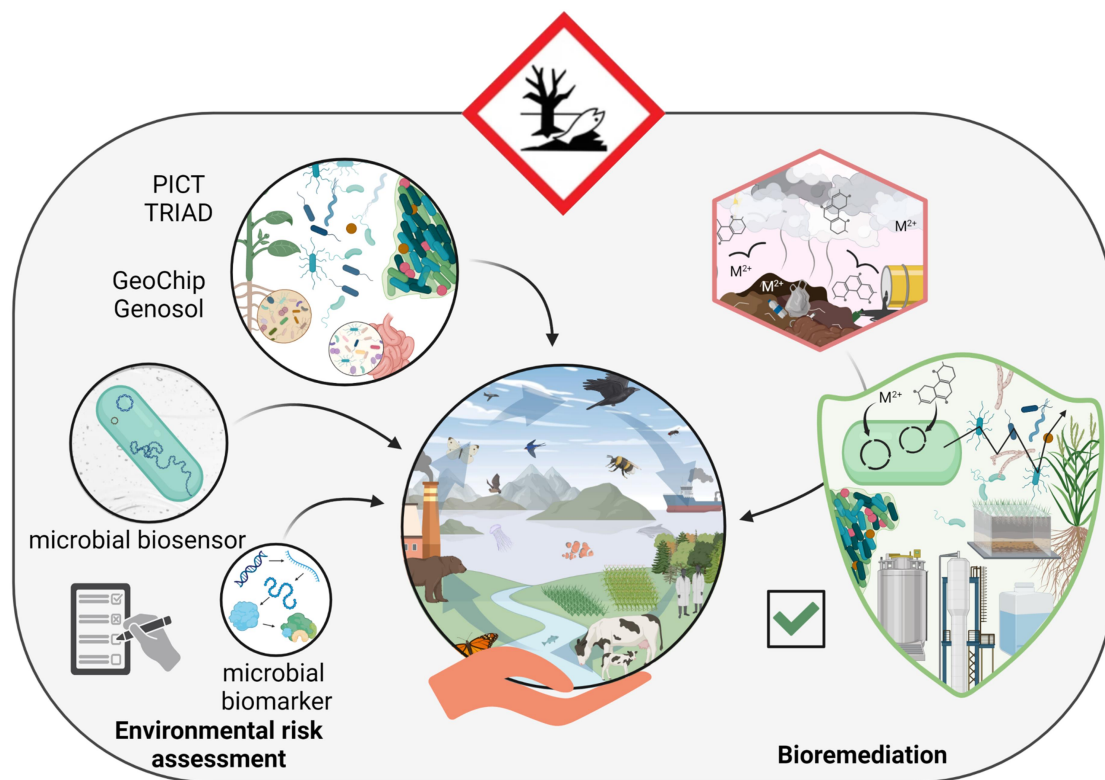 PICT
TRIAD
GeoChip
Genosol
microbial biosensor
microbial
biomarker
Environmental risk
assessment
M²⁺
M²⁺
M²⁺
M²⁺
Bioremediation